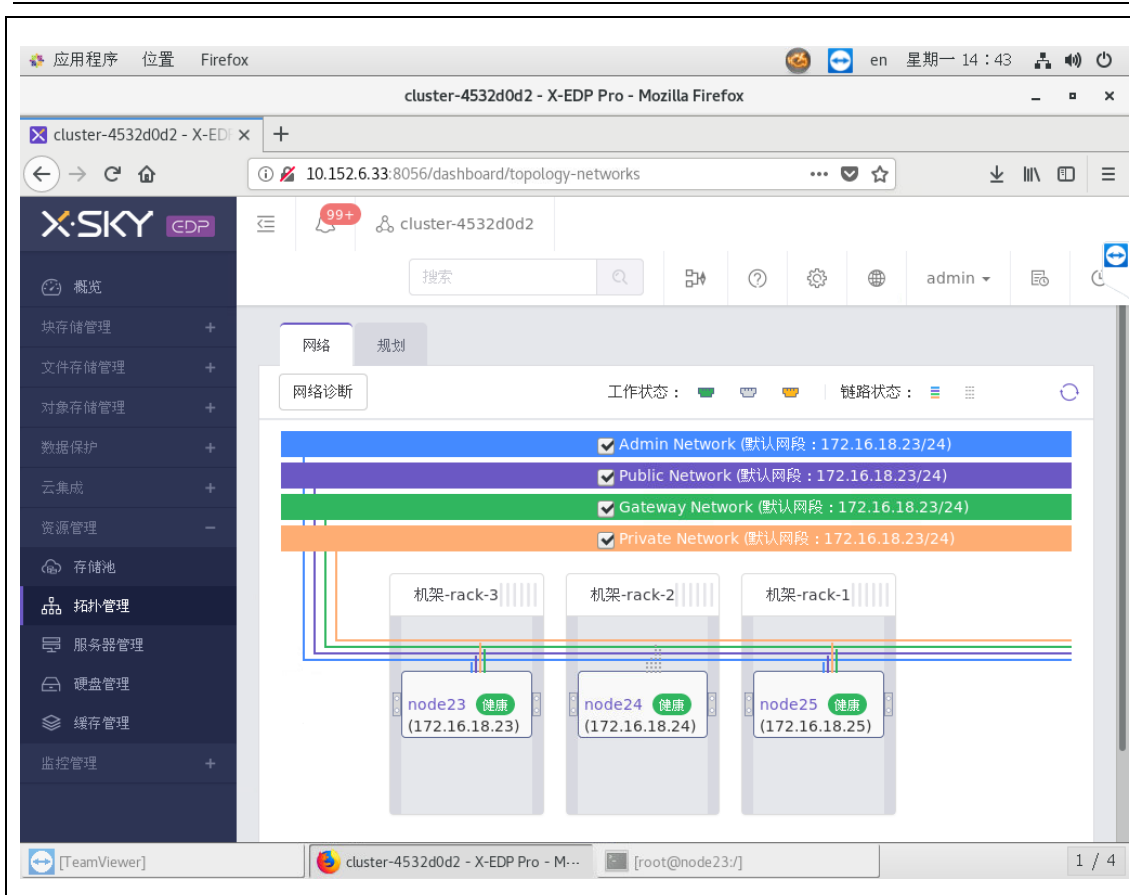 应用程序 位置 Firefox en 星期一 14：43
cluster-4532d0d2 - X-EDP Pro - Mozilla Firefox
cluster-4532d0d2 - X-ED
10.152.6.33:8056/dashboard/topology-networks
X·SKY EDP 99+ cluster-4532d0d2
搜索 admin
概览
块存储管理
文件存储管理
对象存储管理
数据保护
云集成
资源管理
存储池
拓扑管理
服务器管理
硬盘管理
缓存管理
监控管理
网络 规划
网络诊断 工作状态： 链路状态：
Admin Network (默认网段：172.16.18.23/24)
Public Network (默认网段：172.16.18.23/24)
Gateway Network (默认网段：172.16.18.23/24)
Private Network (默认网段：172.16.18.23/24)
机架-rack-3 机架-rack-2 机架-rack-1
node23 健康 node24 健康 node25 健康
(172.16.18.23) (172.16.18.24) (172.16.18.25)
[TeamViewer] cluster-4532d0d2 - X-EDP Pro - M··· [root@node23:/] 1 / 4